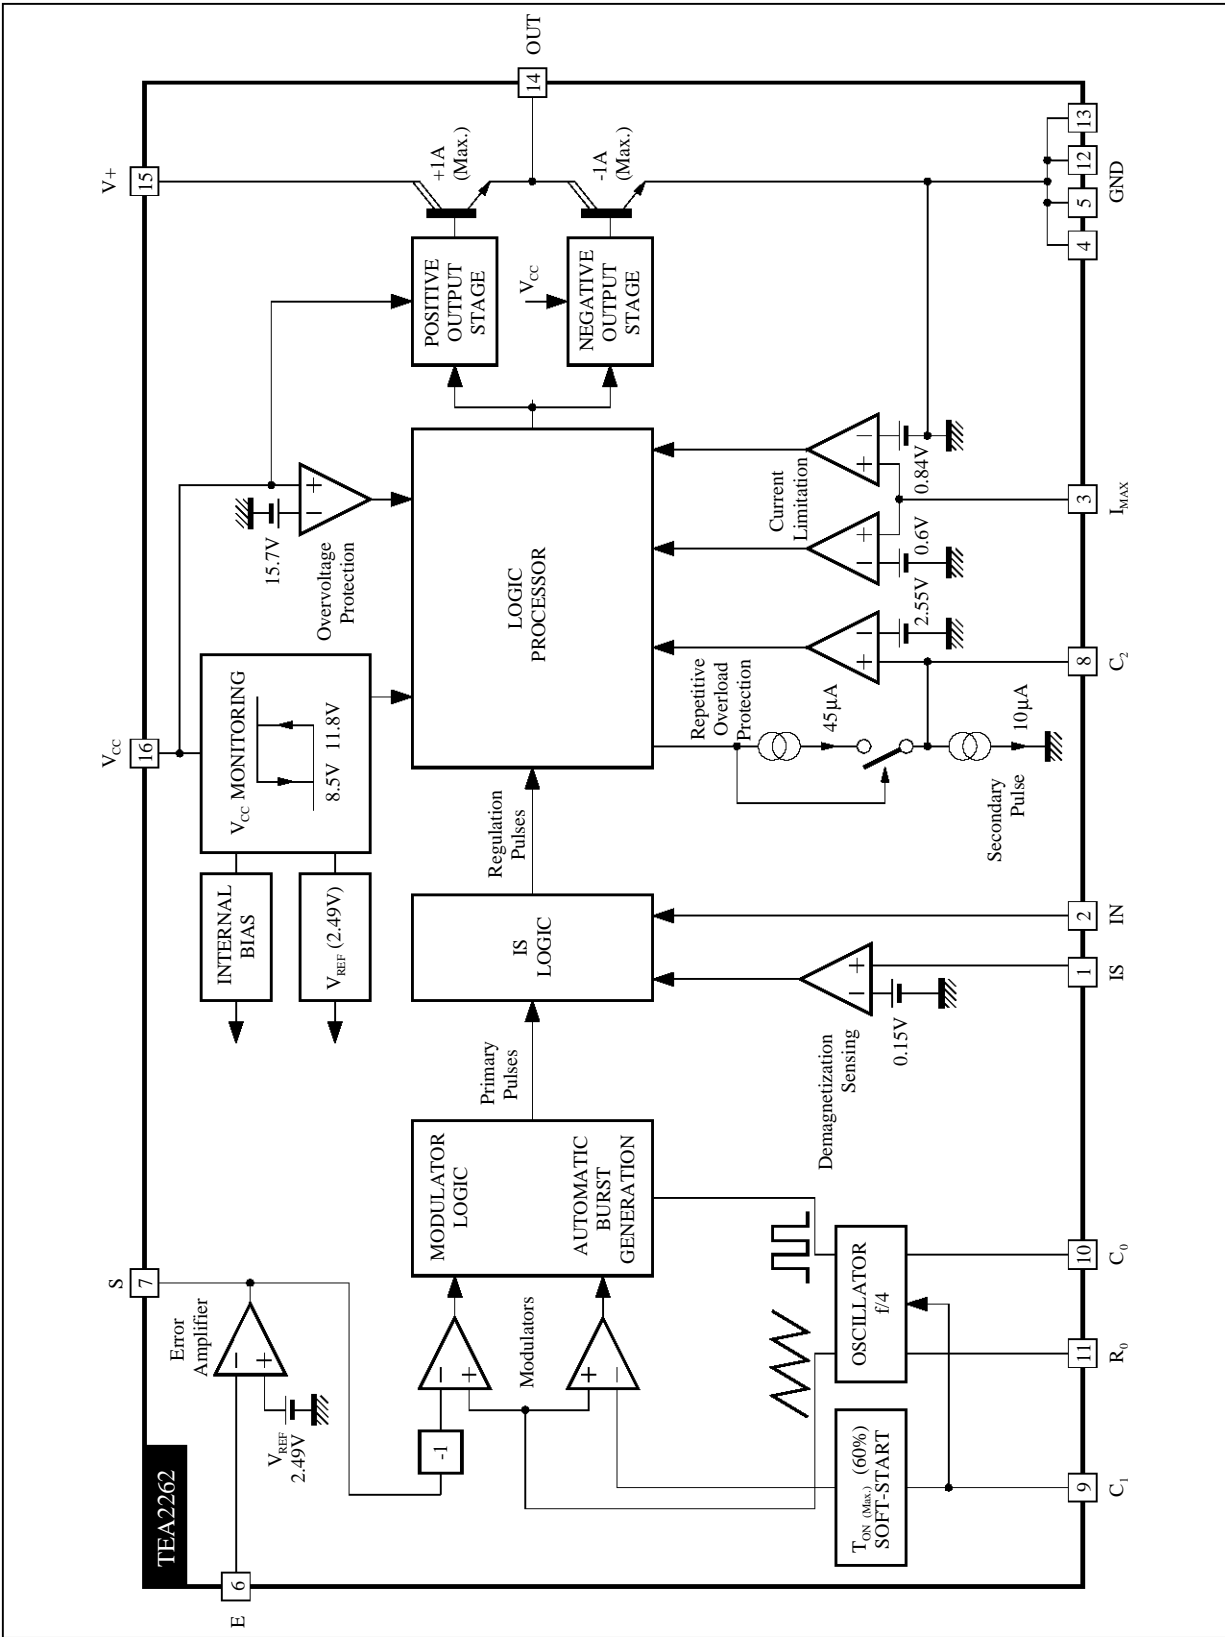 TEA2262
E
6
S
7
VCC
16
V+
15
14
OUT
Error
Amplifier
−
+
VREF
2.49V
INTERNAL
BIAS
VREF (2.49V)
VCC MONITORING
8.5V 11.8V
15.7V
−
+
Overvoltage
Protection
POSITIVE
OUTPUT
STAGE
+1A
(Max.)
VCC
NEGATIVE
OUTPUT
STAGE
-1A
(Max.)
-1
−
+
Modulators
+
−
MODULATOR
LOGIC
AUTOMATIC
BURST
GENERATION
Primary
Pulses
IS
LOGIC
Regulation
Pulses
LOGIC
PROCESSOR
Repetitive
Overload
Protection
45µA
10µA
Secondary
Pulse
+
−
2.55V
Current
Limitation
−
+
0.6V
+
−
0.84V
Demagnetization
Sensing
−
+
0.15V
TON (Max.) (60%)
SOFT-START
OSCILLATOR
f/4
9
C1
11
R0
10
C0
1
IS
2
IN
8
C2
3
IMAX
4
5
12
13
GND